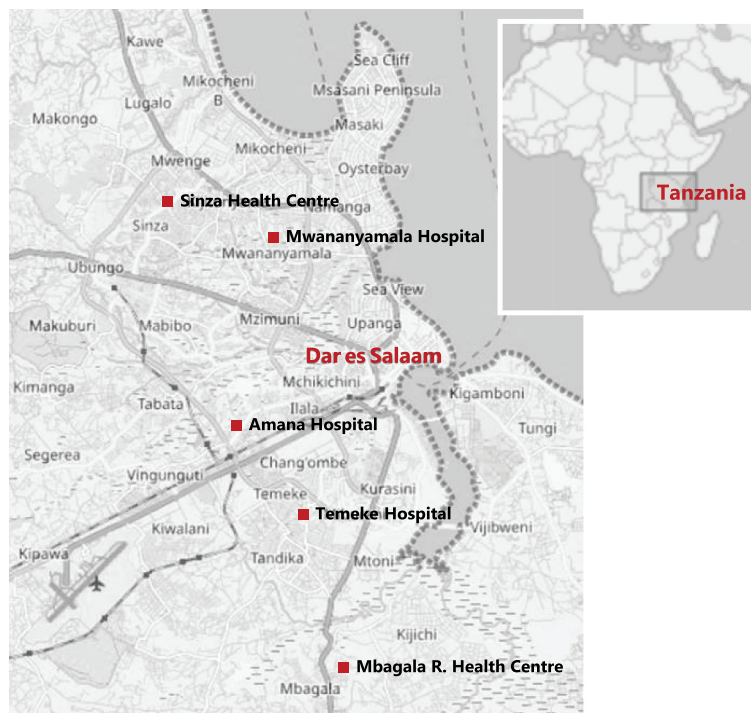 Kawe
Sea Cliff
Mikocheni
B
Msasani Peninsula
Lugalo
Makongo
Masaki
Mikocheni
Mwenge
Oysterbay
Tanzania
Sinza Health Centre
Namanga
Sinza
Mwananyamala Hospital
Mwananyamala
Ubungo
Sea View
Mzimuni
Upanga
Makuburi
Mabibo
Dar es Salaam
Mchikichini
Kimanga
Kigamboni
Tabata
Ilala
Amana Hospital
Tungi
Segerea
Chang'ombe
Vingunguti
Kurasini
Temeke
Temeke Hospital
Kiwalani
Vijibweni
Kipawa
Tandika
Mtoni
Kijichi
Mbagala R. Health Centre
Mbagala